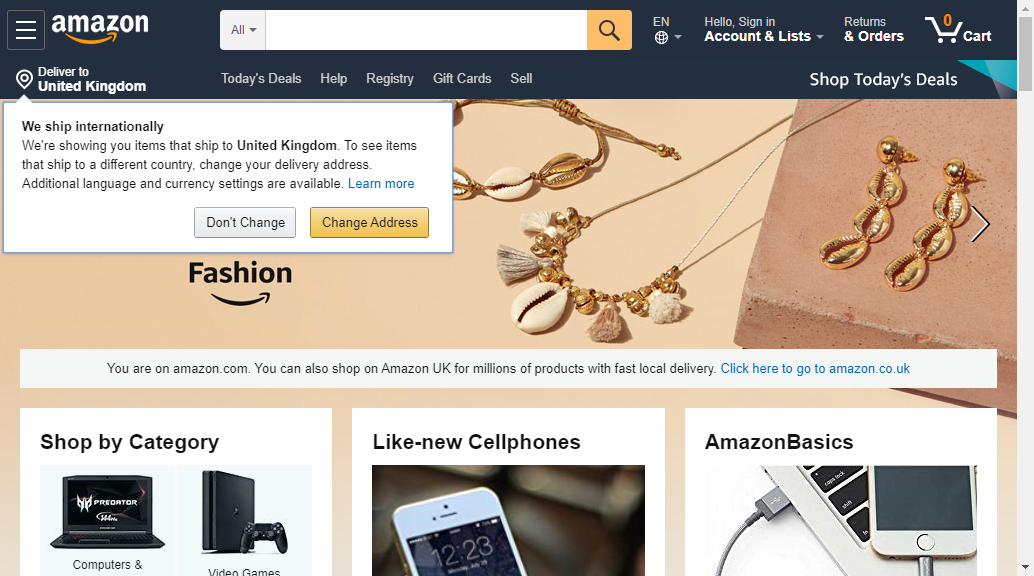 amazon
All
EN
Hello, Sign in
Account & Lists
Returns
& Orders
0
Cart
Deliver to
United Kingdom
Today's Deals
Help
Registry
Gift Cards
Sell
Shop Today's Deals
We ship internationally
We're showing you items that ship to United Kingdom. To see items
that ship to a different country, change your delivery address.
Additional language and currency settings are available. Learn more
Don't Change
Change Address
Fashion
You are on amazon.com. You can also shop on Amazon UK for millions of products with fast local delivery. Click here to go to amazon.co.uk
Shop by Category
Like-new Cellphones
AmazonBasics
PREDATOR
144Hz
12:23
command
shift
Computers &
Video Games